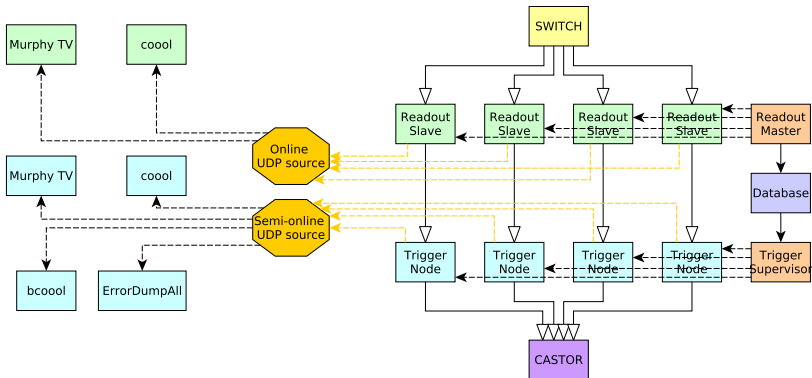 SWITCH
Murphy TV
coool
Readout
Slave
Readout
Slave
Readout
Slave
Readout
Slave
Readout
Master
Online
UDP source
Murphy TV
coool
Database
Semi-online
UDP source
Trigger
Node
Trigger
Node
Trigger
Node
Trigger
Node
Trigger
Supervisor
bcoool
ErrorDumpAll
CASTOR